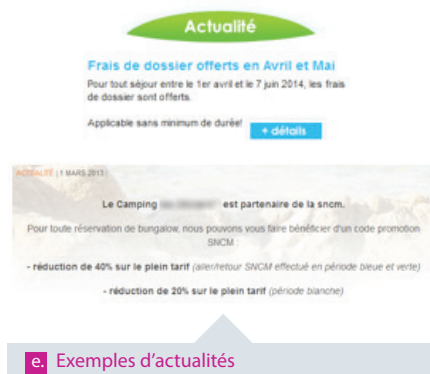 Actualité
Frais de dossier offerts en Avril et Mai
Pour tout séjour entre le 1er avril et le 7 juin 2014, les frais
de dossier sont offerts.
Applicable sans minimum de durée!
+ détails
ACTUALITÉ | 1 MARS 2013 |
Le Camping est partenaire de la sncm.
Pour toute réservation de bungalow, nous pouvons vous faire bénéficier d'un code promotion
SNCM :
- réduction de 40% sur le plein tarif (aller/retour SNCM effectué en période bleue et verte)
- réduction de 20% sur le plein tarif (période blanche)
e. Exemples d'actualités